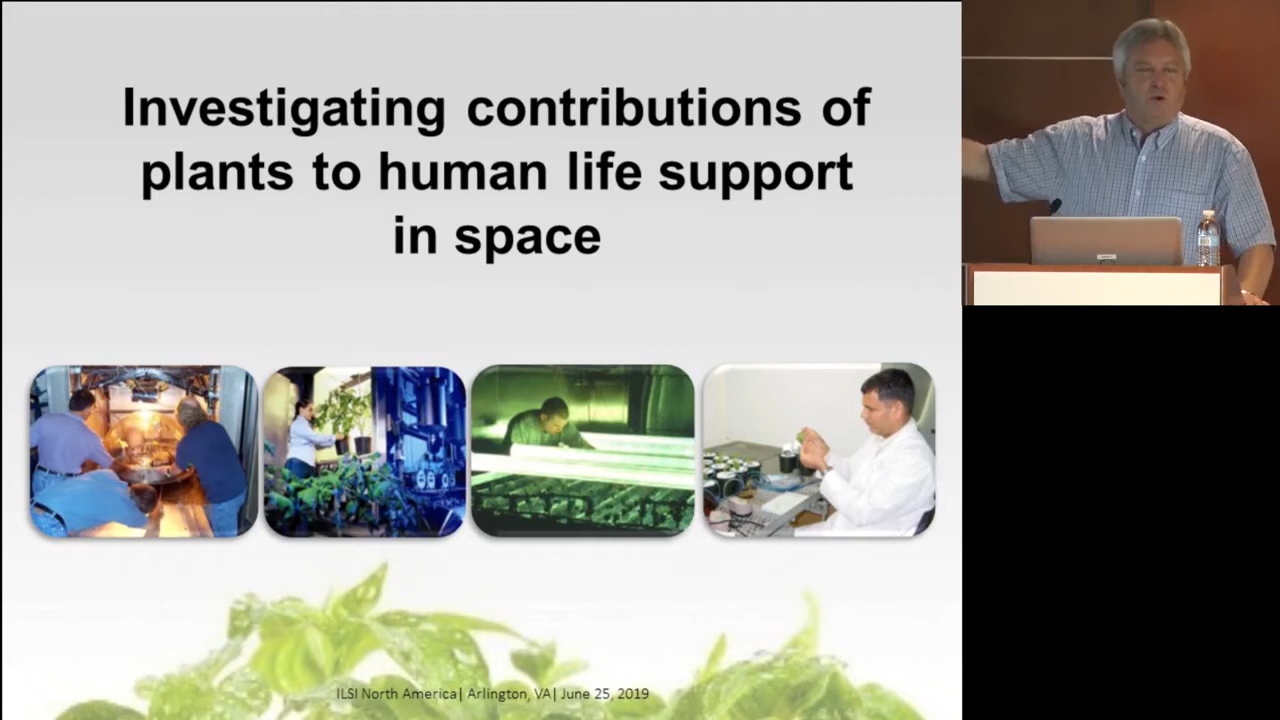 Investigating contributions of
plants to human life support
in space
ILSI North America| Arlington, VA| June 25, 2019